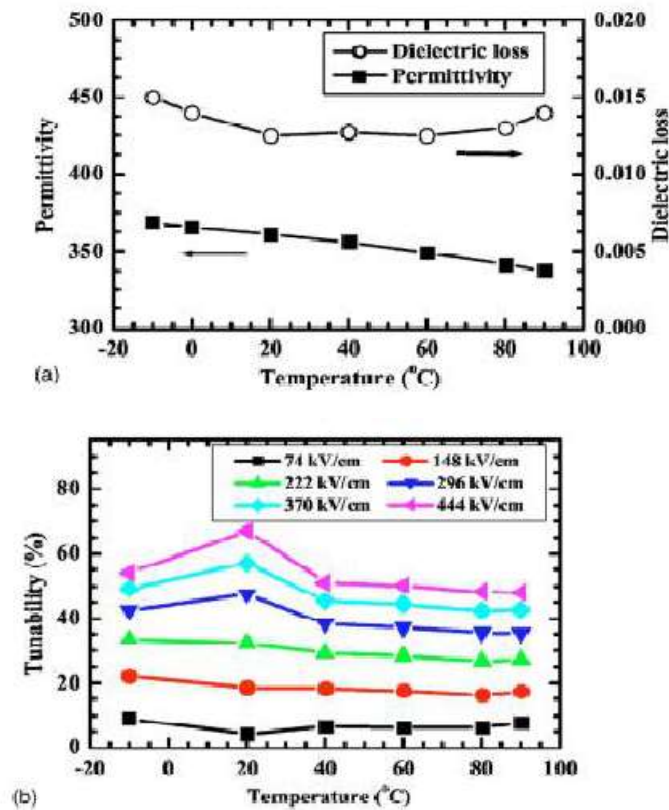 500
0.020
Dielectric loss
Permittivity
450
0.015
400
0.010
350
0.005
300
0.000
Permittivity
Dielectric loss
-20 0 20 40 60 80 100
Temperature (°C)
(a)
74 kV/cm 148 kV/cm
222 kV/cm 296 kV/cm
370 kV/cm 444 kV/cm
80
60
40
20
0
Tunability (%)
-20 0 20 40 60 80 100
Temperature (°C)
(b)